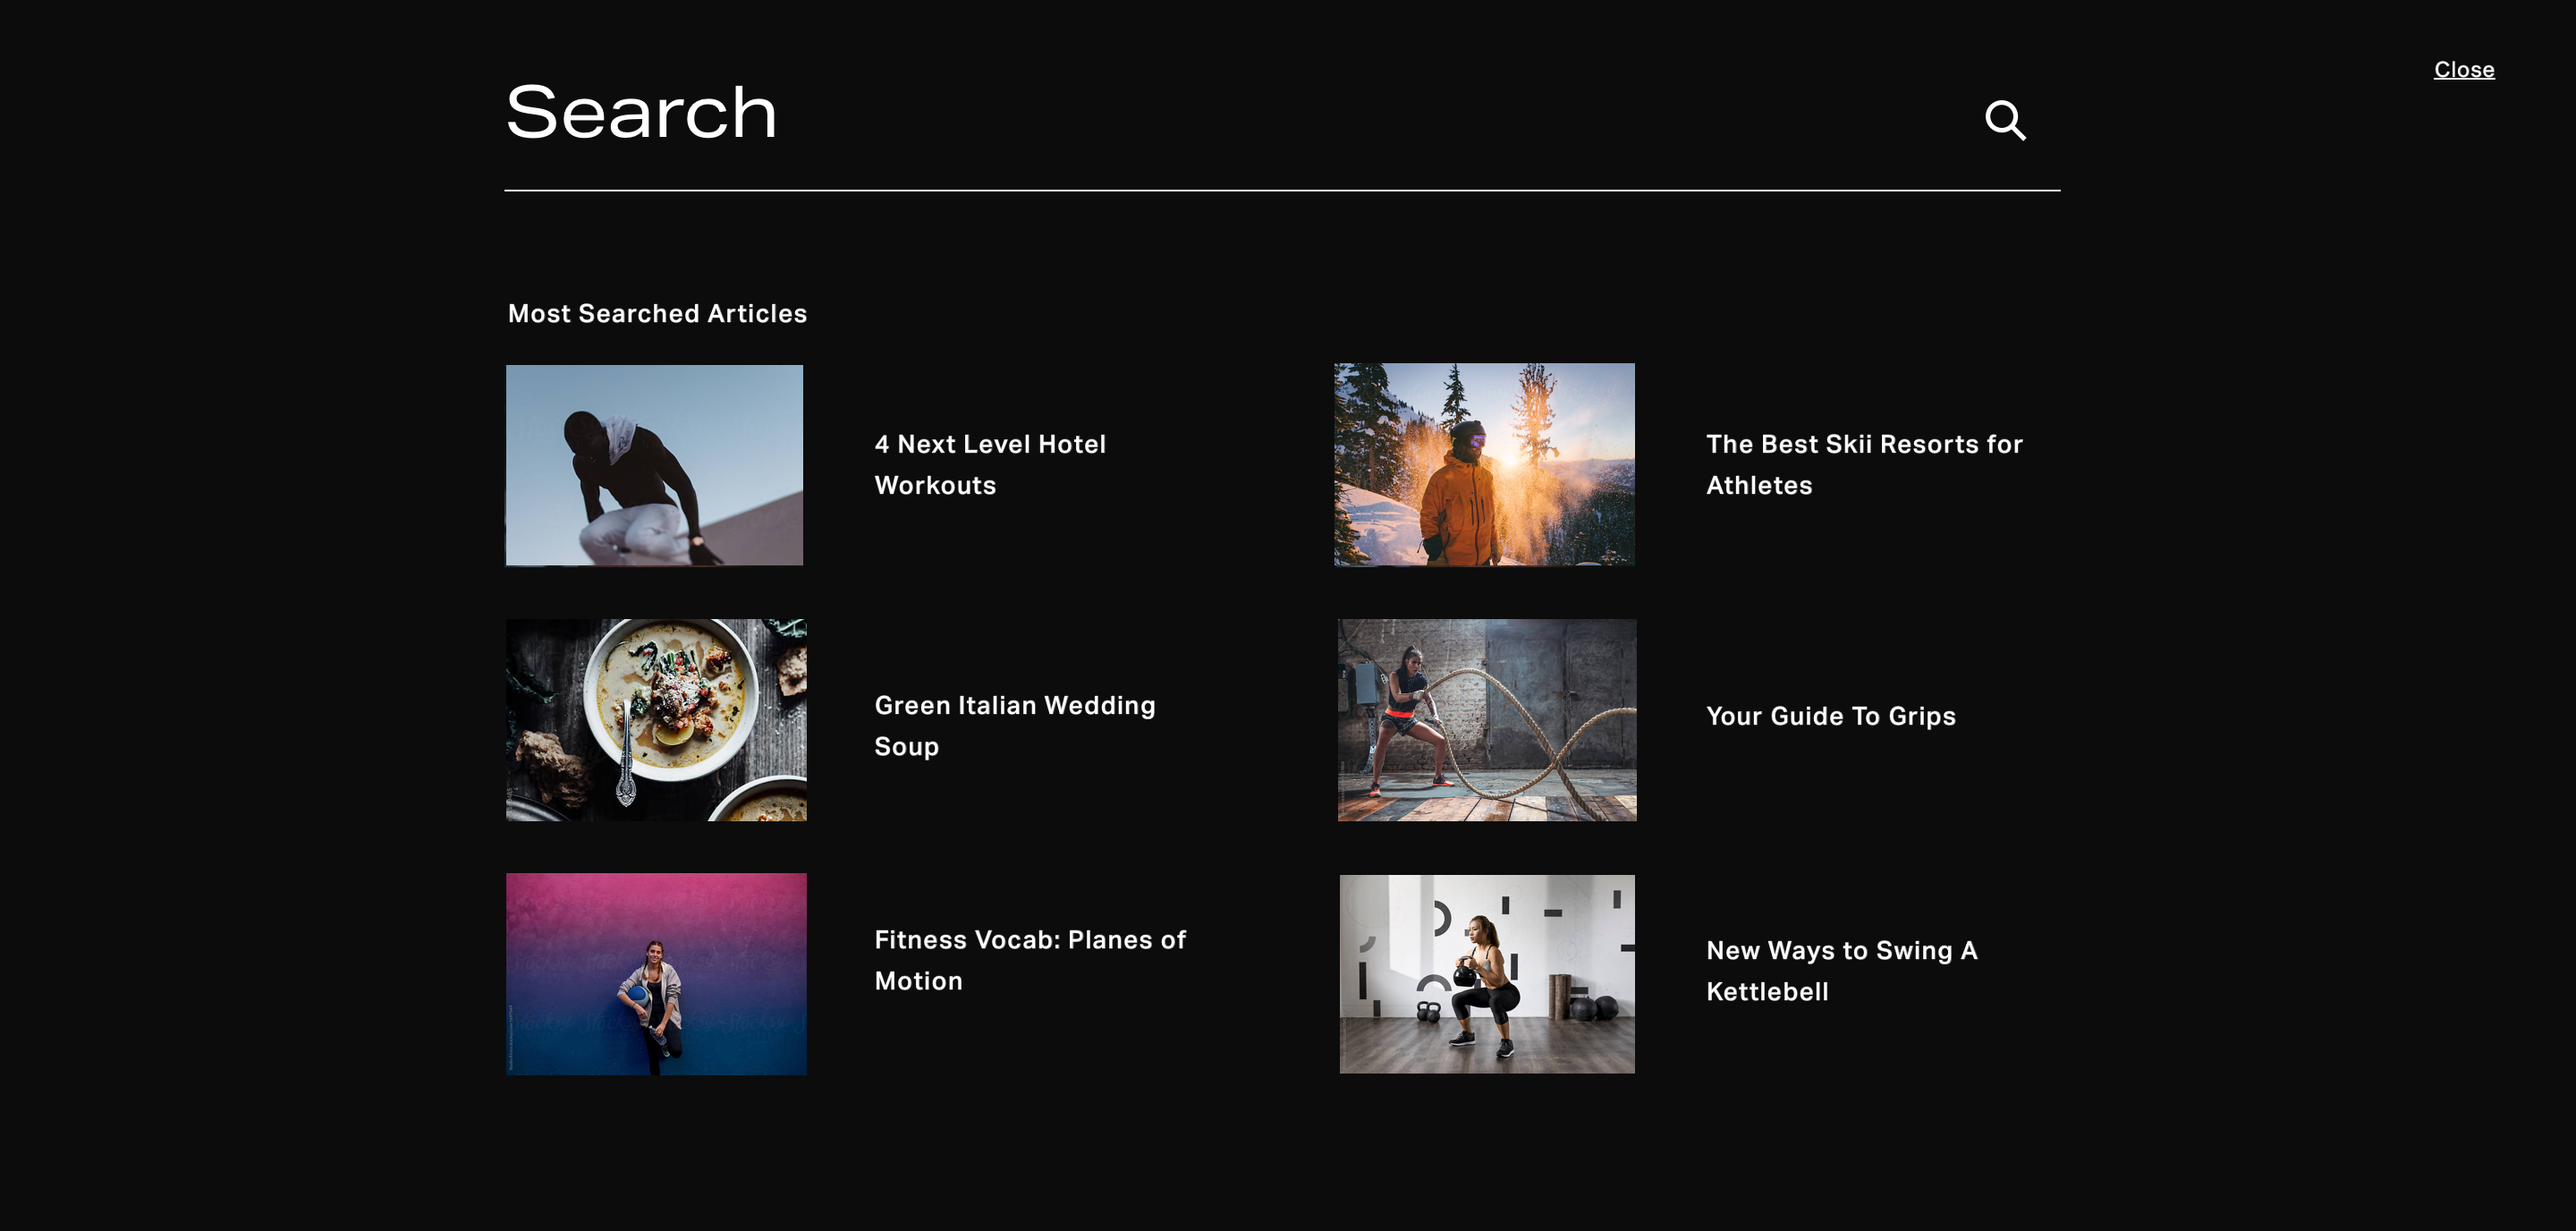 Close
Search
Most Searched Articles
4 Next Level Hotel
Workouts
The Best Skii Resorts for
Athletes
Green Italian Wedding
Soup
Your Guide To Grips
Fitness Vocab: Planes of
Motion
New Ways to Swing A
Kettlebell